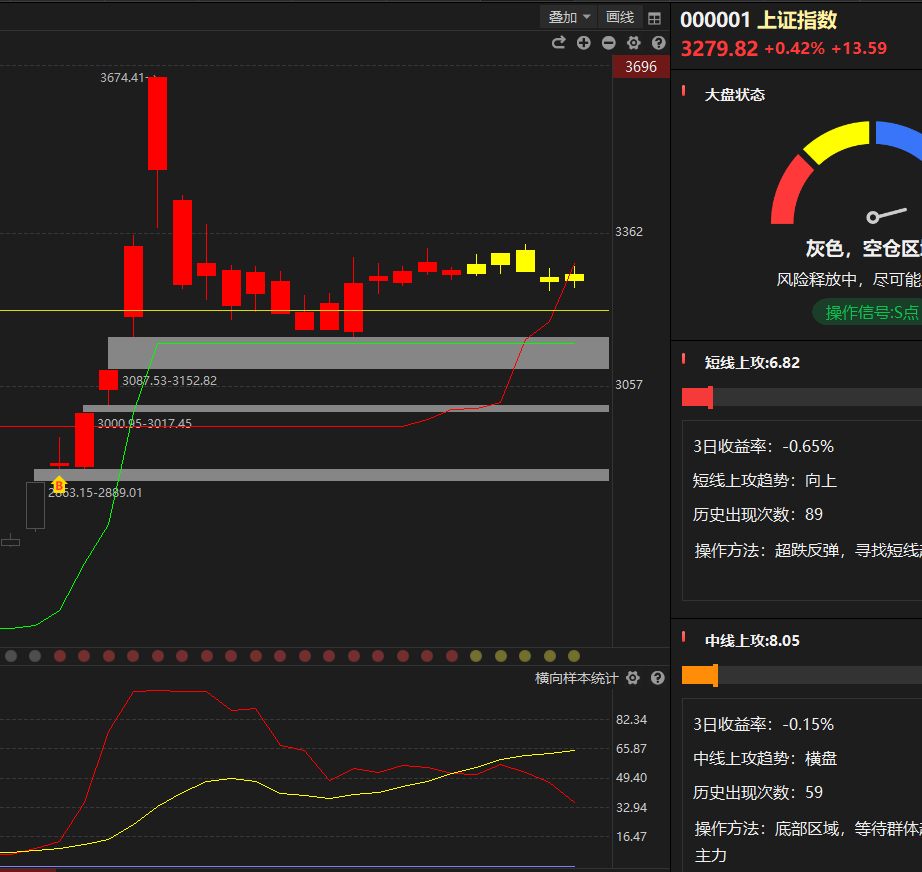 叠加 画线
000001 上证指数
3279.82 +0.42% +13.59
3696
3674.41
大盘状态
3362
灰色，空仓区
风险释放中，尽可能
操作信号:S点
短线上攻:6.82
3087.53-3152.82
3057
3000.95-3017.45
3日收益率：-0.65%
短线上攻趋势：向上
B
2863.15-2889.01
历史出现次数：89
操作方法：超跌反弹，寻找短线
中线上攻:8.05
横向样本统计
82.34
3日收益率：-0.15%
65.87
中线上攻趋势：横盘
49.40
历史出现次数：59
32.94
操作方法：底部区域，等待群体
16.47
主力